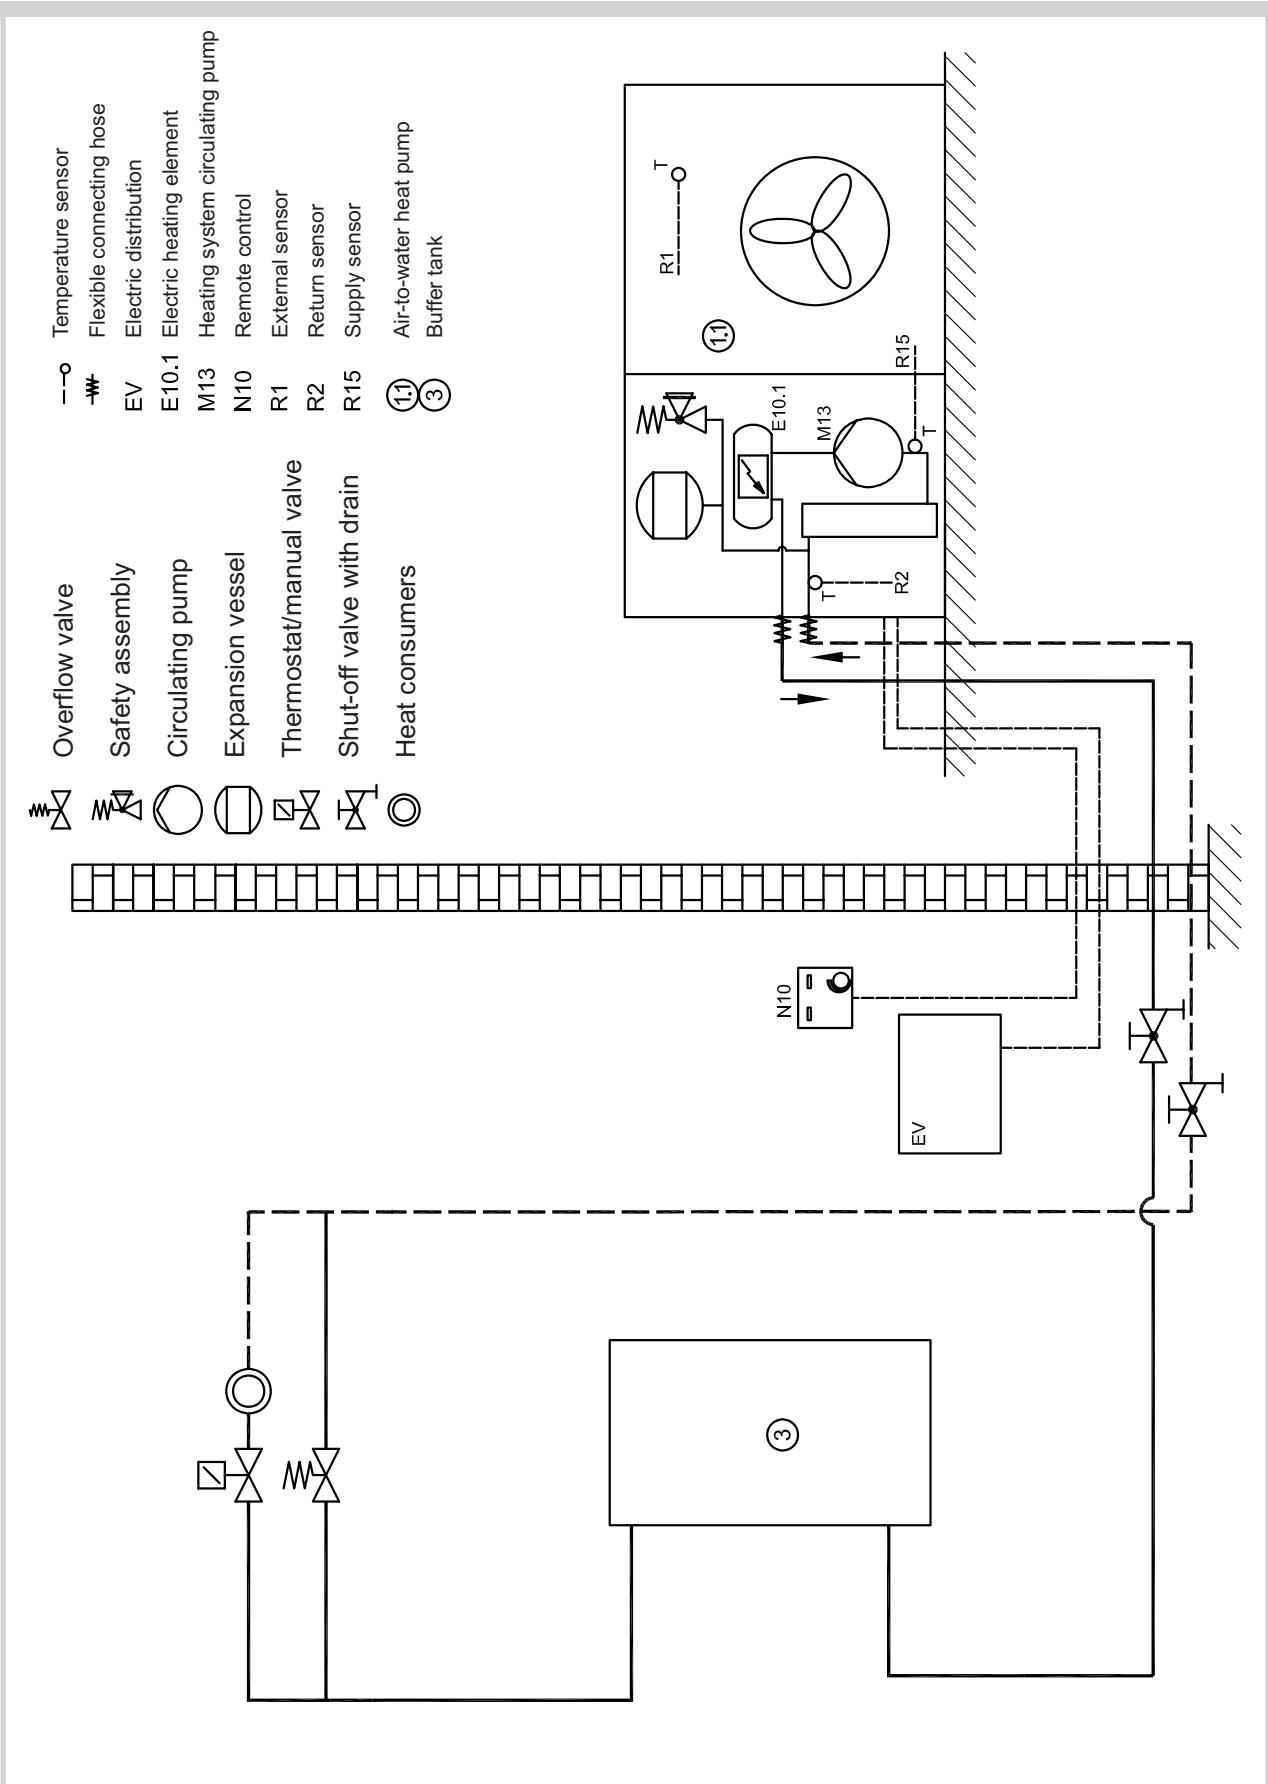 Overflow valve
Safety assembly
Circulating pump
Expansion vessel
Thermostat/manual valve
Shut-off valve with drain
Heat consumers
Temperature sensor
Flexible connecting hose
EV Electric distribution
E10.1 Electric heating element
M13 Heating system circulating pump
N10 Remote control
R1 External sensor
R2 Return sensor
R15 Supply sensor
1.1 Air-to-water heat pump
3 Buffer tank
R1
T
1.1
E10.1
M13
R15
T
T
R2
N10
EV
3